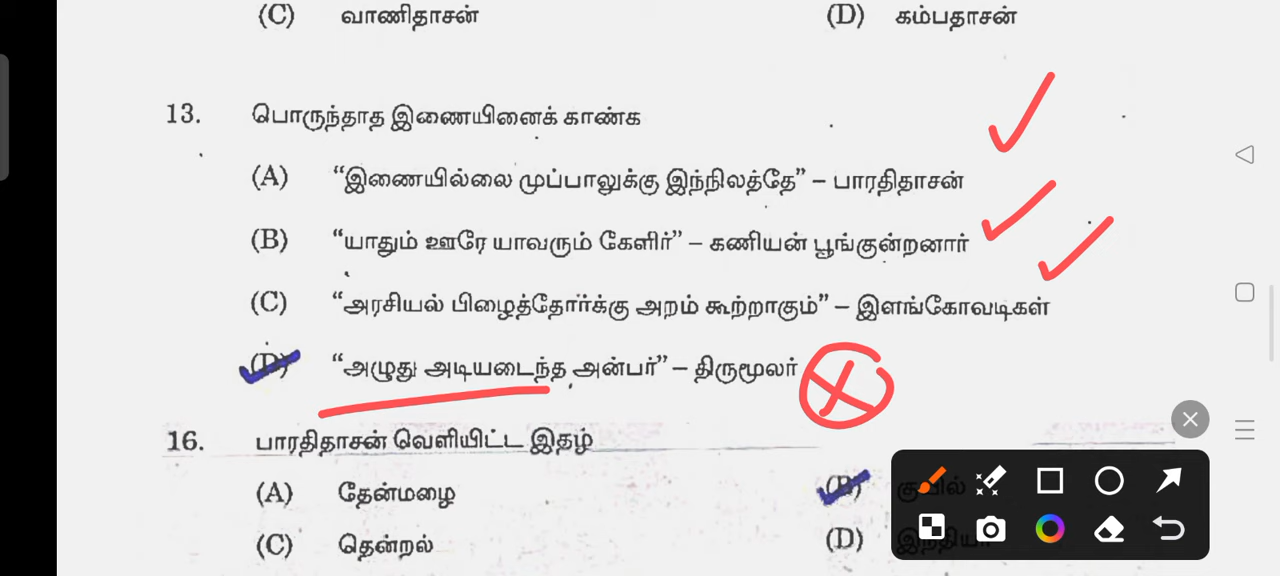 (C) வாணிதாசன் (D) கம்பதாசன்
13. பொருந்தாத இணையினைக் காண்க
(A) “இணையில்லை முப்பாலுக்கு இந்நிலத்தே” – பாரதிதாசன்
(B) “யாதும் ஊரே யாவரும் கேளிர்” – கணியன் பூங்குன்றனார்
(C) “அரசியல் பிழைத்தோர்க்கு அறம் கூற்றாகும்” – இளங்கோவடிகள்
(D) “அழுது அடியடைந்த அன்பர்” – திருமூலர்
16. பாரதிதாசன் வெளியிட்ட இதழ்
(A) தேன்மழை (B)
(C) தென்றல் (D)